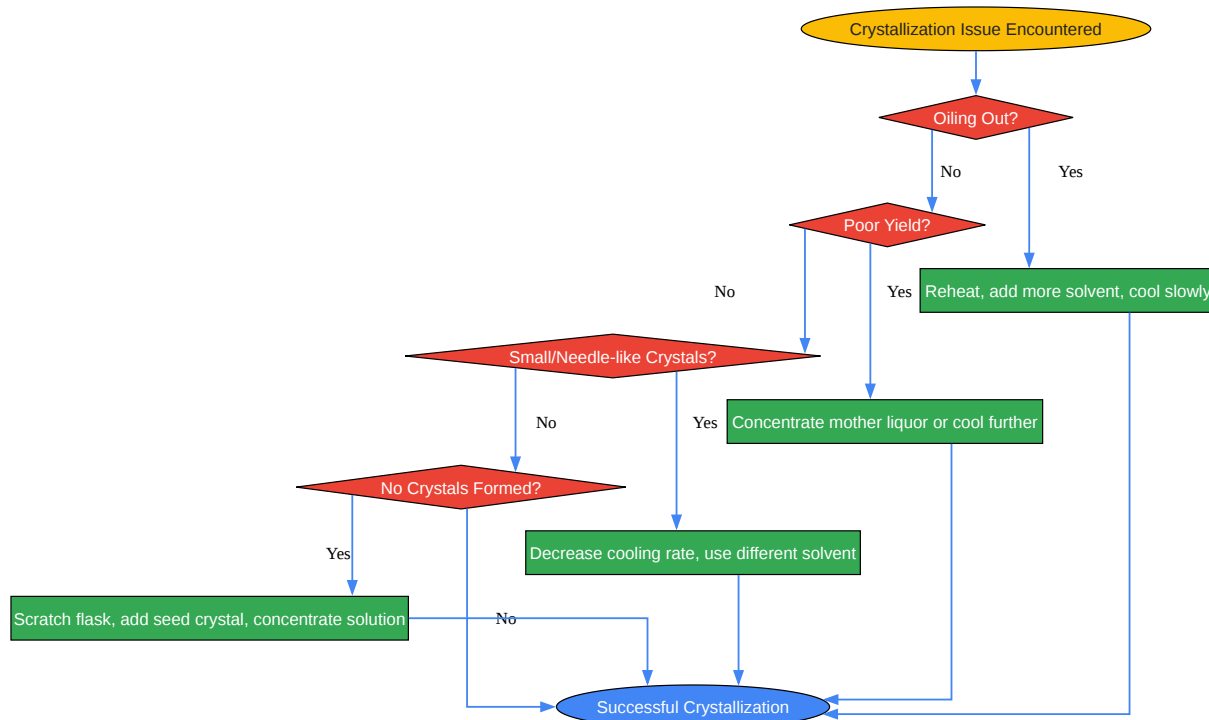 Crystallization Issue Encountered
Oiling Out?
No
Yes
Poor Yield?
No
Yes
Reheat, add more solvent, cool slowly
Small/Needle-like Crystals?
No
Yes
Concentrate mother liquor or cool further
No Crystals Formed?
Yes
Decrease cooling rate, use different solvent
Scratch flask, add seed crystal, concentrate solution
No
Successful Crystallization